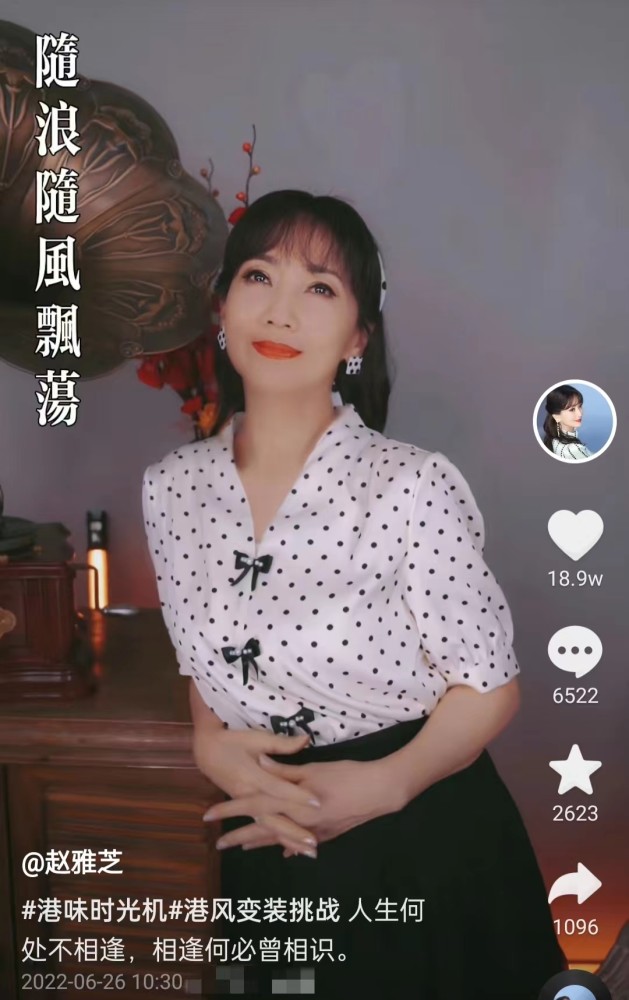 隨浪隨風飄蕩
18.9w
6522
2623
1096
@赵雅芝
#港味时光机#港风变装挑战 人生何
处不相逢，相逢何必曾相识。
2022-06-26 10:30